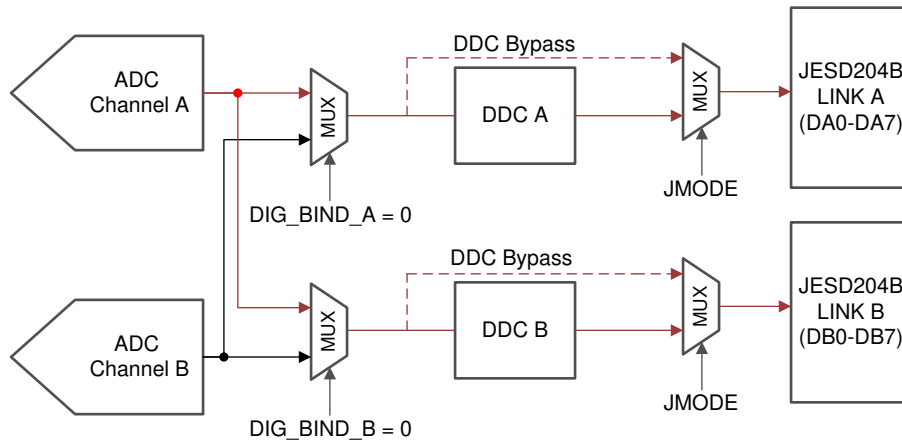 ADC
Channel A
MUX
DDC Bypass
DDC A
MUX
JESD204B
LINK A
(DA0-DA7)
DIG_BIND_A = 0
JMODE
ADC
Channel B
MUX
DDC Bypass
DDC B
MUX
JESD204B
LINK B
(DB0-DB7)
DIG_BIND_B = 0
JMODE